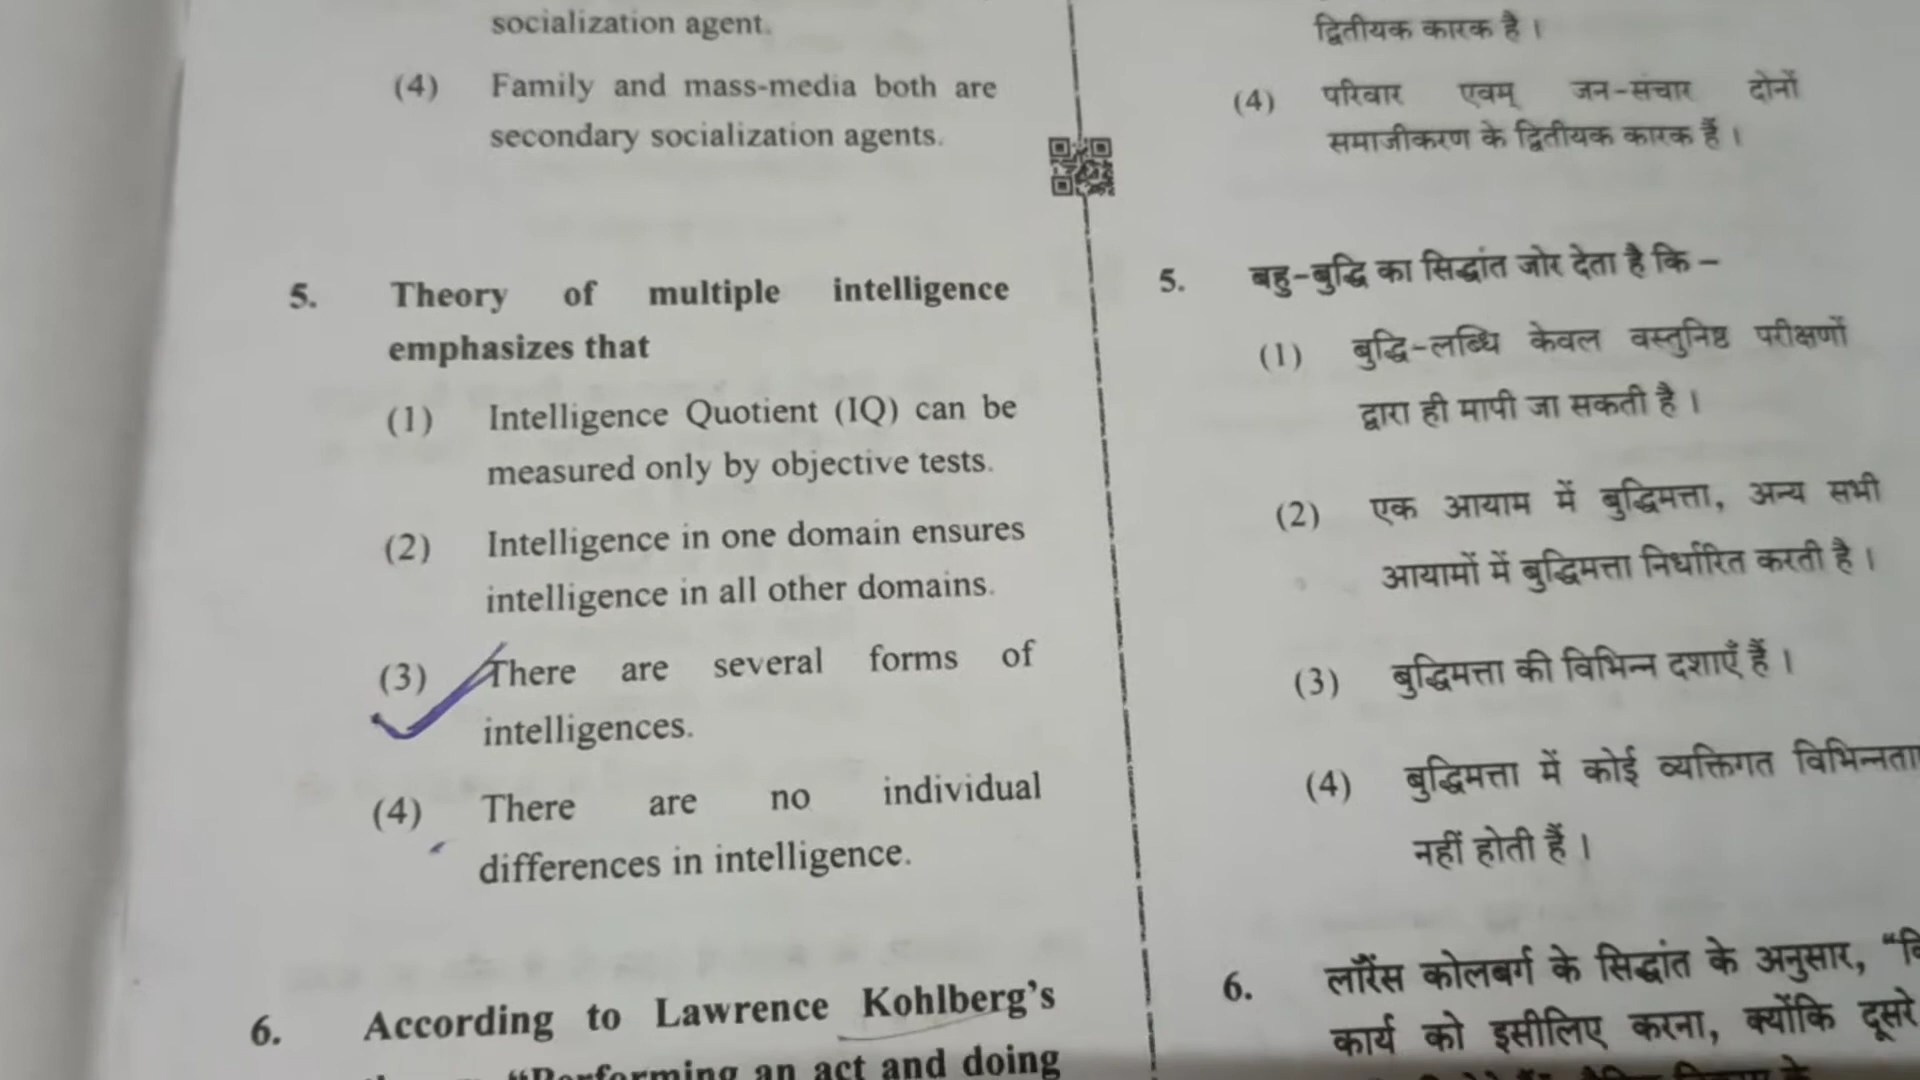 socialization agent.
(4) Family and mass-media both are
secondary socialization agents.
5. Theory of multiple intelligence
emphasizes that
(1) Intelligence Quotient (IQ) can be
measured only by objective tests.
(2) Intelligence in one domain ensures
intelligence in all other domains.
(3) There are several forms of
intelligences.
(4) There are no individual
differences in intelligence.
6. According to Lawrence Kohlberg's
"Performing an act and doing
द्वितीयक कारक है ।
(4) परिवार एवम् जन-संचार दोनों
समाजीकरण के द्वितीयक कारक हैं ।
5. बहु-बुद्धि का सिद्धांत जोर देता है कि –
(1) बुद्धि-लब्धि केवल वस्तुनिष्ठ परीक्षणों
द्वारा ही मापी जा सकती है ।
(2) एक आयाम में बुद्धिमत्ता, अन्य सभी
आयामों में बुद्धिमत्ता निर्धारित करती है ।
(3) बुद्धिमत्ता की विभिन्न दशाएँ हैं ।
(4) बुद्धिमत्ता में कोई व्यक्तिगत विभिन्नता
नहीं होती हैं ।
6. लॉरेंस कोलबर्ग के सिद्धांत के अनुसार,
कार्य को इसीलिए करना, क्योंकि दूसरे